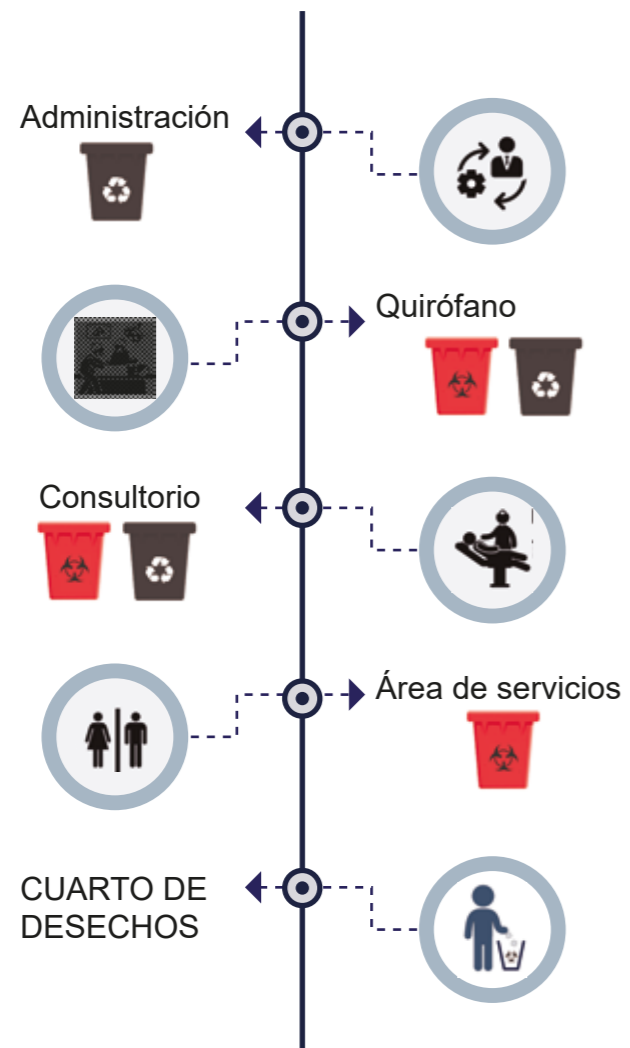 Administración
Quirófano
Consultorio
Área de servicios
CUARTO DE
DESECHOS